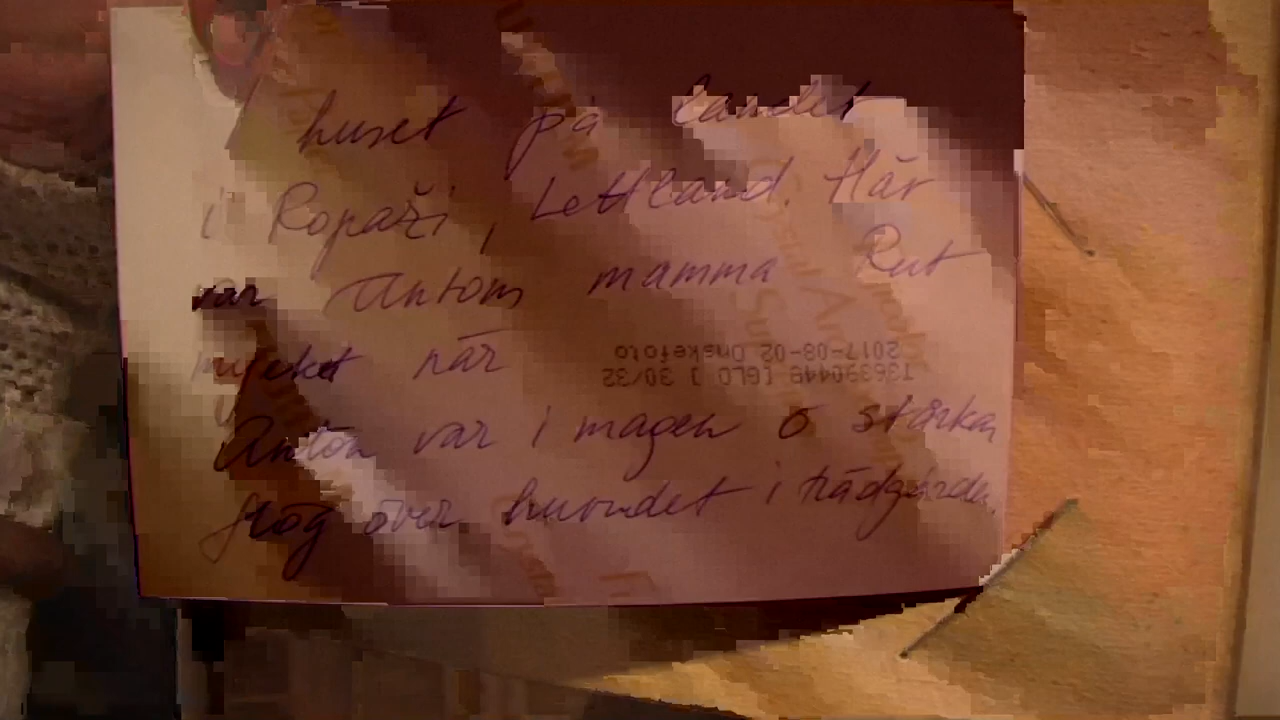 huset på landet
i Ropaži, Lettland. Här
var Antons mamma Rut
mycket när
Anton var i magen o storkar
flög över huvudet i trädgården.
2017-08-02 Önskefoto
T36390449 [GLO ] 30/32